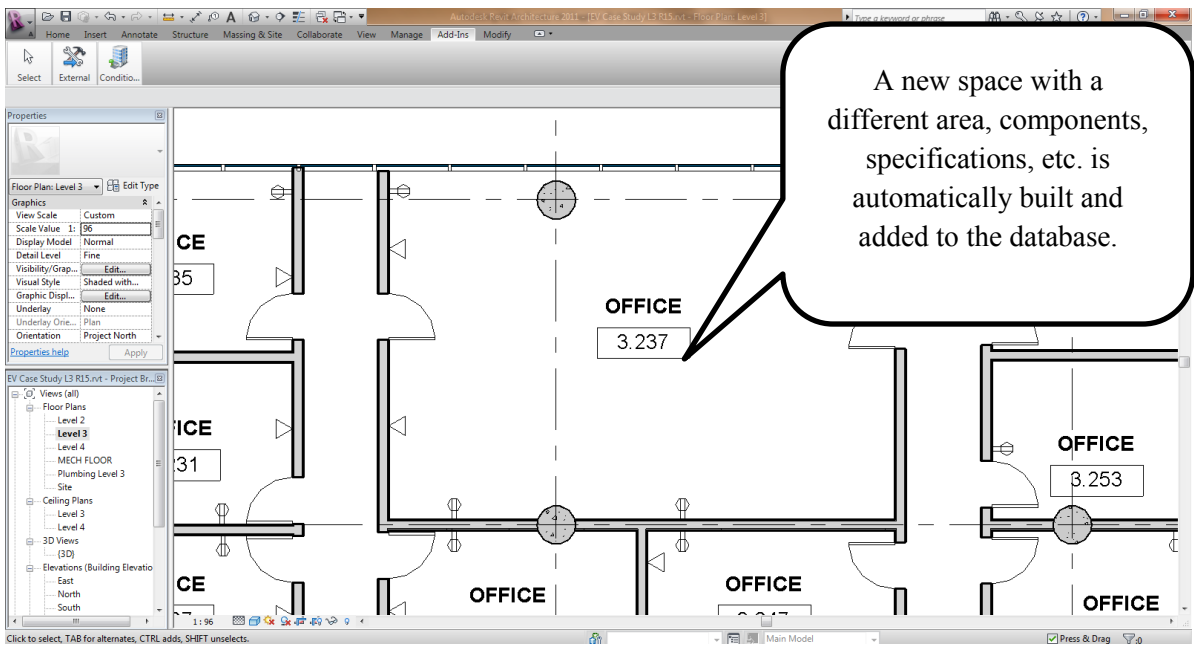 Autodesk Revit Architecture 2011 - [EV Case Study L3 R15.rvt - Floor Plan: Level 3]
Type a keyword or phrase
Home Insert Annotate Structure Massing & Site Collaborate View Manage Add-Ins Modify
Select External Conditio...
A new space with a
different area, components,
specifications, etc. is
automatically built and
added to the database.
Properties
Floor Plan: Level 3 Edit Type
Graphics
View Scale Custom
Scale Value 1: 96
Display Model Normal
Detail Level Fine
Visibility/Grap... Edit...
Visual Style Shaded with...
Graphic Displ... Edit...
Underlay None
Underlay Orie... Plan
Orientation Project North
Properties help Apply
EV Case Study L3 R15.rvt - Project Br...
Views (all)
Floor Plans
Level 2
Level 3
Level 4
MECH FLOOR
Plumbing Level 3
Site
Ceiling Plans
Level 3
Level 4
3D Views
{3D}
Elevations (Building Elevatio
East
North
South
CE
35
OFFICE
3.237
ICE
31
OFFICE
3.253
CE
OFFICE
OFFICE
OFFICE
1 : 96
Click to select, TAB for alternates, CTRL adds, SHIFT unselects.
Main Model
Press & Drag
:0